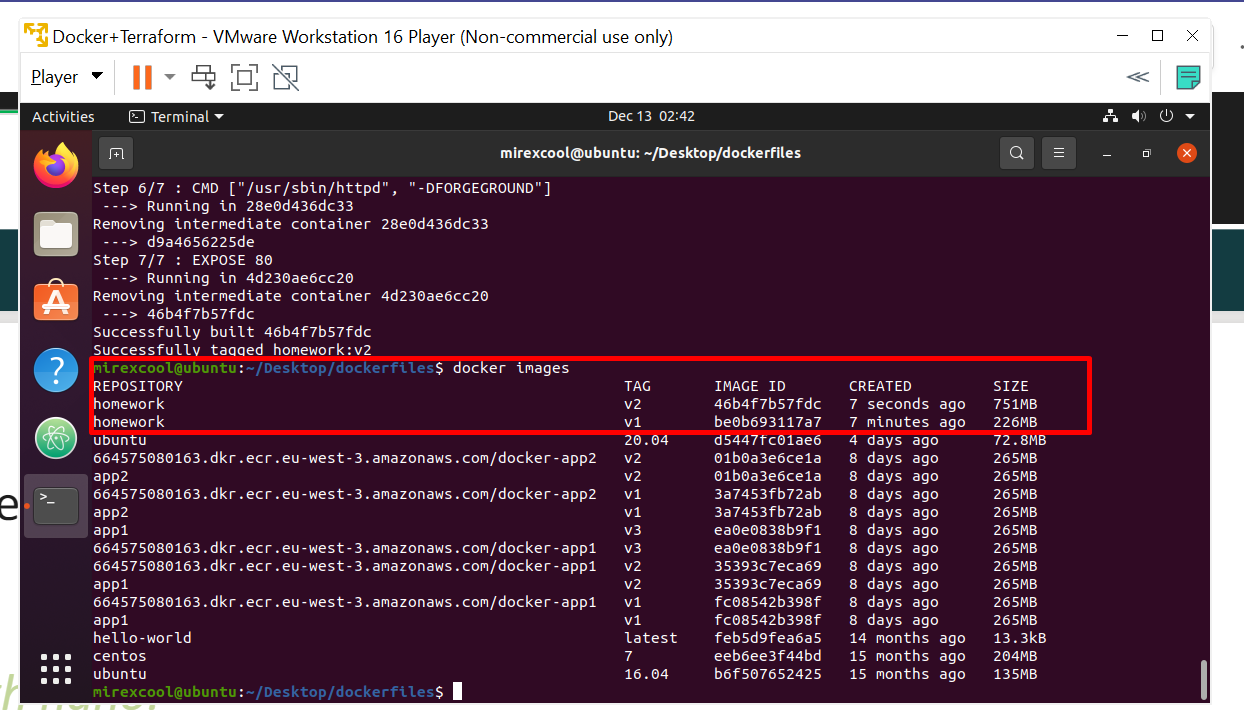 Docker+Terraform - VMware Workstation 16 Player (Non-commercial use only)
Player
Activities
Terminal
Dec 13 02:42
mirexcool@ubuntu: ~/Desktop/dockerfiles
Step 6/7 : CMD ["/usr/sbin/httpd", "-DFORGEGROUND"]
---> Running in 28e0d436dc33
Removing intermediate container 28e0d436dc33
---> d9a4656225de
Step 7/7 : EXPOSE 80
---> Running in 4d230ae6cc20
Removing intermediate container 4d230ae6cc20
---> 46b4f7b57fdc
Successfully built 46b4f7b57fdc
Successfully tagged homework:v2
mirexcool@ubuntu:~/Desktop/dockerfiles$ docker images
REPOSITORY TAG IMAGE ID CREATED SIZE
homework v2 46b4f7b57fdc 7 seconds ago 751MB
homework v1 be0b693117a7 7 minutes ago 226MB
ubuntu 20.04 d5447fc01ae6 4 days ago 72.8MB
664575080163.dkr.ecr.eu-west-3.amazonaws.com/docker-app2 v2 01b0a3e6ce1a 8 days ago 265MB
app2 v2 01b0a3e6ce1a 8 days ago 265MB
664575080163.dkr.ecr.eu-west-3.amazonaws.com/docker-app2 v1 3a7453fb72ab 8 days ago 265MB
app2 v1 3a7453fb72ab 8 days ago 265MB
app1 v3 ea0e0838b9f1 8 days ago 265MB
664575080163.dkr.ecr.eu-west-3.amazonaws.com/docker-app1 v3 ea0e0838b9f1 8 days ago 265MB
664575080163.dkr.ecr.eu-west-3.amazonaws.com/docker-app1 v2 35393c7eca69 8 days ago 265MB
app1 v2 35393c7eca69 8 days ago 265MB
664575080163.dkr.ecr.eu-west-3.amazonaws.com/docker-app1 v1 fc08542b398f 8 days ago 265MB
app1 v1 fc08542b398f 8 days ago 265MB
hello-world latest feb5d9fea6a5 14 months ago 13.3kB
centos 7 eeb6ee3f44bd 15 months ago 204MB
ubuntu 16.04 b6f507652425 15 months ago 135MB
mirexcool@ubuntu:~/Desktop/dockerfiles$